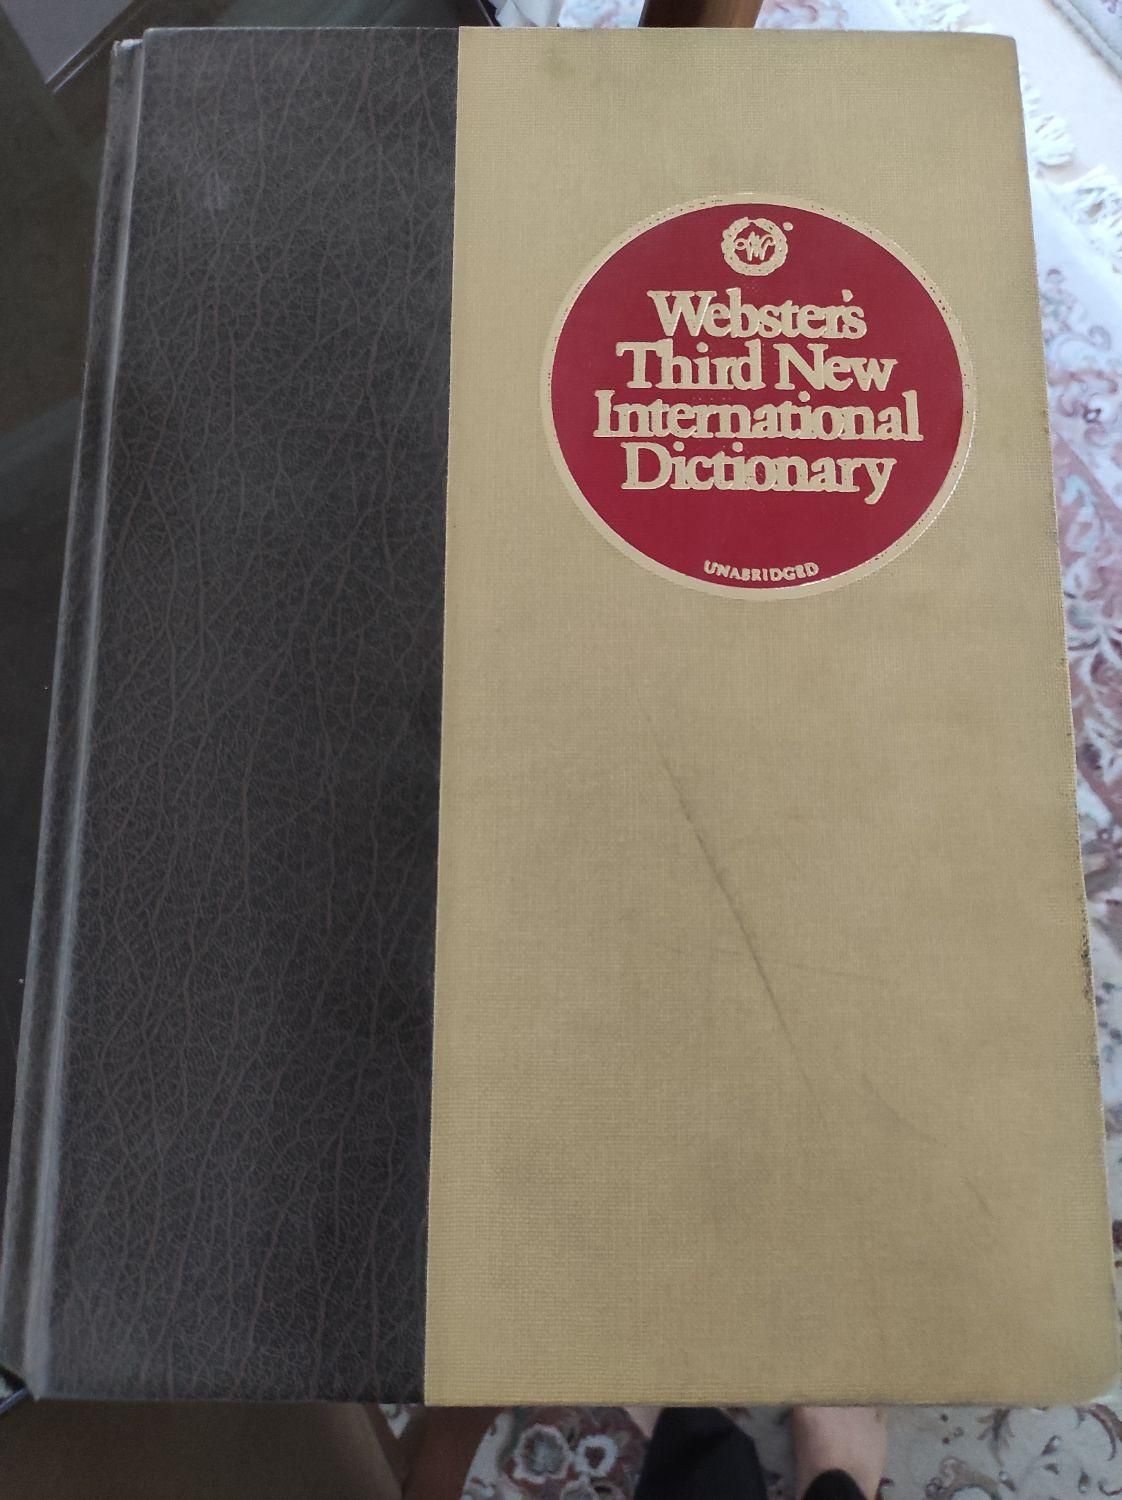 Webster's
Third New
International
Dictionary
UNABRIDGED